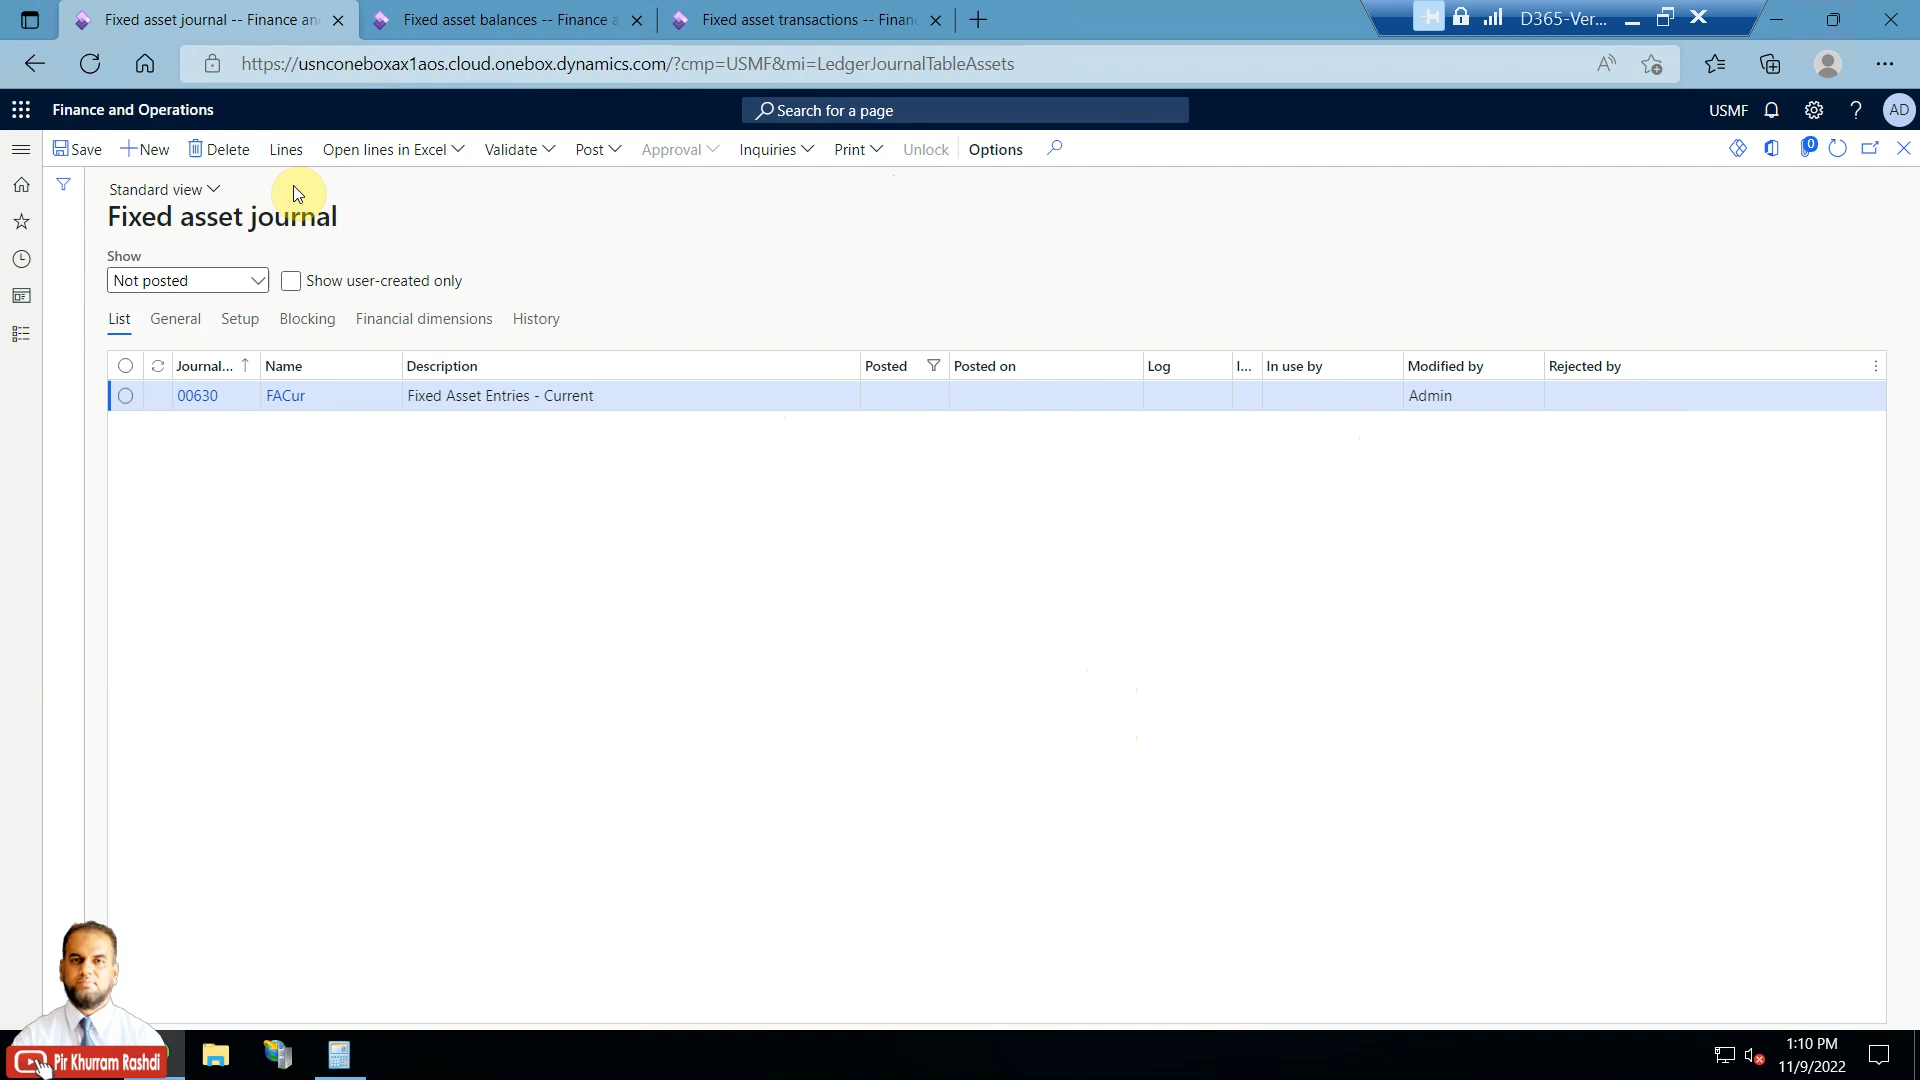 Fixed asset journal -- Finance an
Fixed asset balances -- Finance a
Fixed asset transactions -- Finan
D365-Ver...
https://usnconeboxax1aos.cloud.onebox.dynamics.com/?cmp=USMF&mi=LedgerJournalTableAssets
Finance and Operations
Search for a page
USMF
AD
Save
New
Delete
Lines
Open lines in Excel
Validate
Post
Approval
Inquiries
Print
Unlock
Options
0
Standard view
Fixed asset journal
Show
Not posted
Show user-created only
List
General
Setup
Blocking
Financial dimensions
History
Journal...
Name
Description
Posted
Posted on
Log
I...
In use by
Modified by
Rejected by
00630
FACur
Fixed Asset Entries - Current
Admin
Pir Khurram Rashdi
1:10 PM
11/9/2022